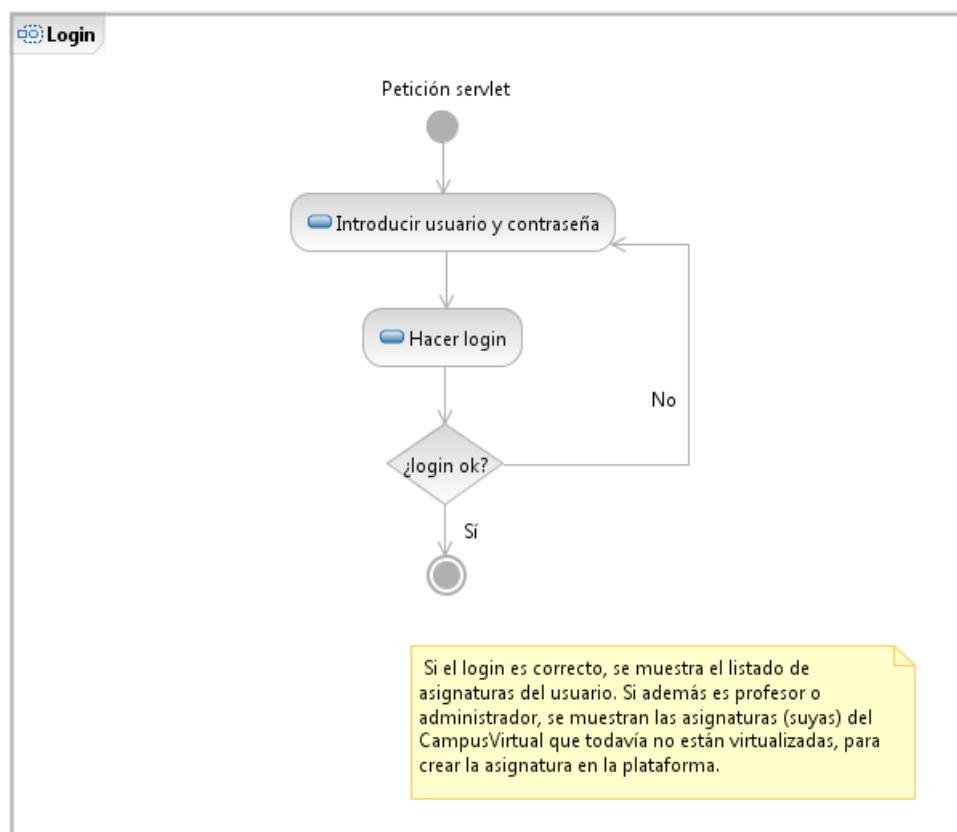 Login
Petición servlet
Introducir usuario y contraseña
Hacer login
No
¿login ok?
Sí
Si el login es correcto, se muestra el listado de
asignaturas del usuario. Si además es profesor o
administrador, se muestran las asignaturas (suyas) del
CampusVirtual que todavía no están virtualizadas, para
crear la asignatura en la plataforma.